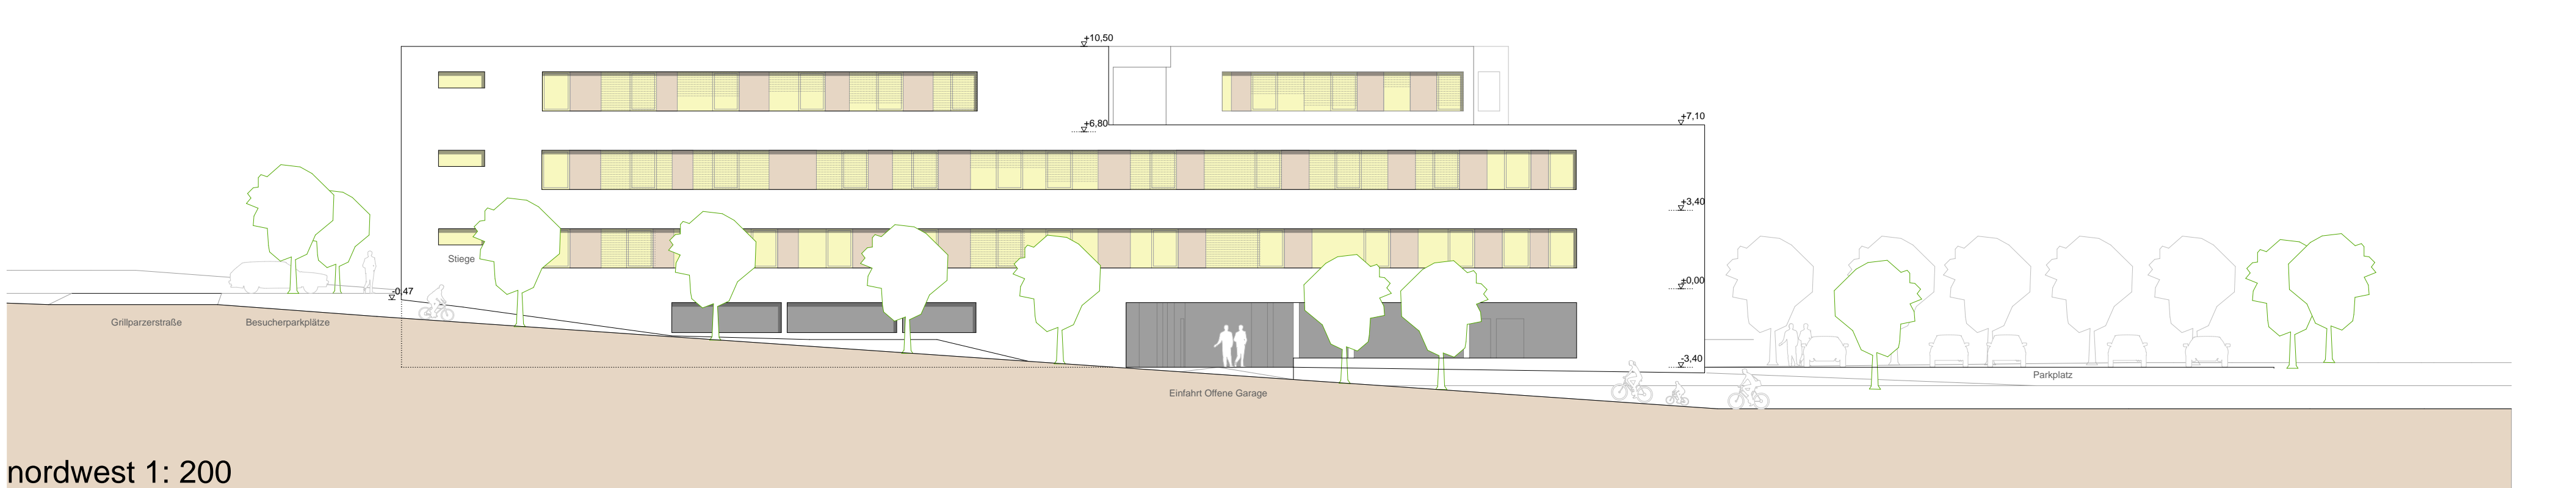 +10,50
+6,80
+7,10
+3,40
Stiege
+0,00
-0,47
Grillparzerstraße
Besucherparkplätze
-3,40
Parkplatz
Einfahrt Offene Garage
nordwest 1: 200